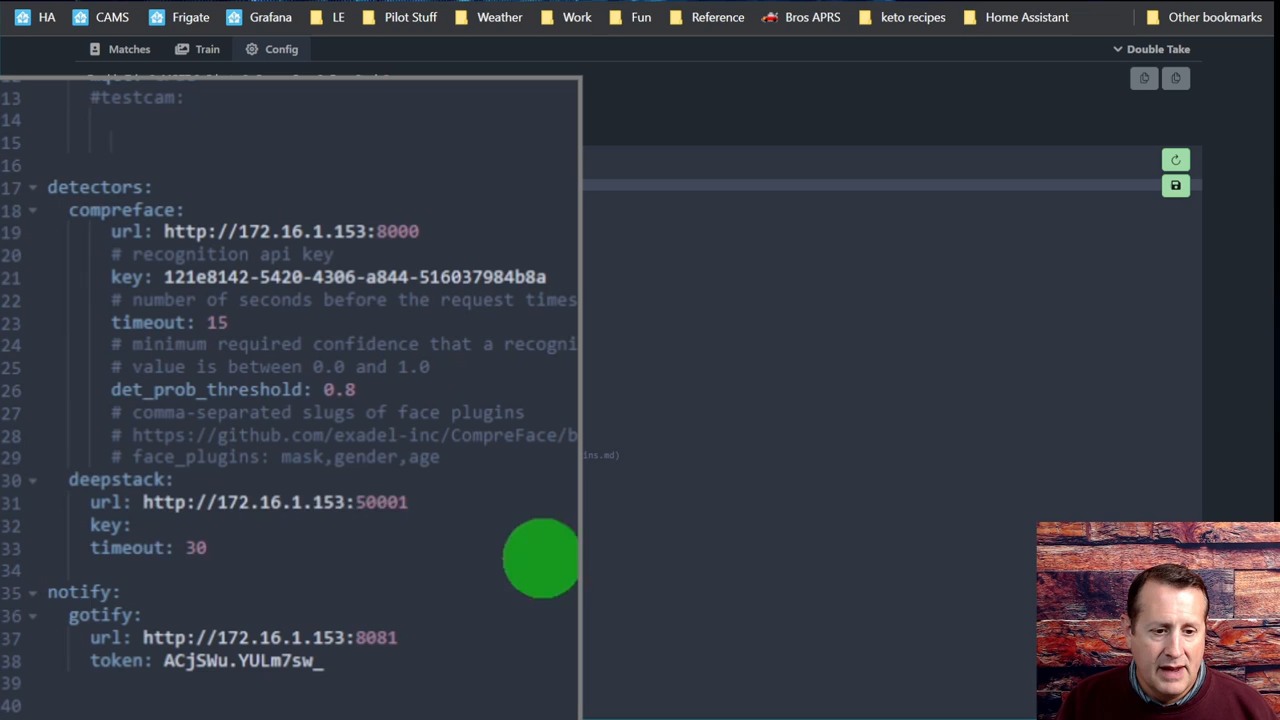 HA CAMS Frigate Grafana LE Pilot Stuff Weather Work Fun Reference Bros APRS keto recipes Home Assistant Other bookmarks
Matches Train Config Double Take
13 #testcam:
14
15
16
17 detectors:
18 compreface:
19 url: http://172.16.1.153:8000
20 # recognition api key
21 key: 121e8142-5420-4306-a844-516037984b8a
22 # number of seconds before the request times
23 timeout: 15
24 # minimum required confidence that a recogni
25 # value is between 0.0 and 1.0
26 det_prob_threshold: 0.8
27 # comma-separated slugs of face plugins
28 # https://github.com/exadel-inc/CompreFace/b
29 # face_plugins: mask,gender,age
ins.md)
30 deepstack:
31 url: http://172.16.1.153:50001
32 key:
33 timeout: 30
34
35 notify:
36 gotify:
37 url: http://172.16.1.153:8081
38 token: ACjSWu.YULm7sw_
39
40